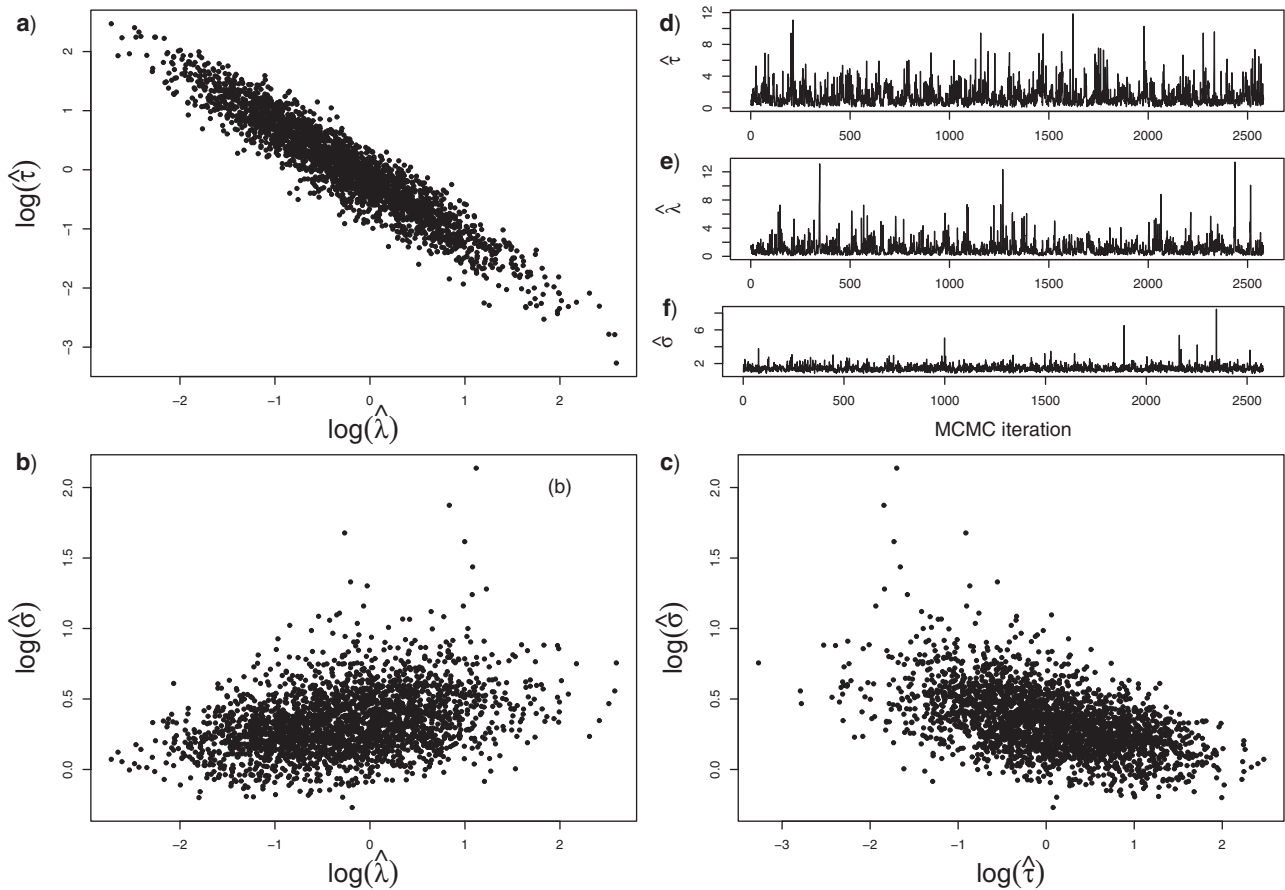 a)
2
1
0
−1
−2
−3
log(τ̂)
−2 −1 0 1 2
log(λ̂)
d)
12
8
4
0
τ̂
0 500 1000 1500 2000 2500
e)
12
8
4
0
λ̂
0 500 1000 1500 2000 2500
f)
6
2
σ̂
0 500 1000 1500 2000 2500
MCMC iteration
b)
(b)
2.0
1.5
1.0
0.5
0.0
log(σ̂)
−2 −1 0 1 2
log(λ̂)
c)
2.0
1.5
1.0
0.5
0.0
log(σ̂)
−3 −2 −1 0 1 2
log(τ̂)